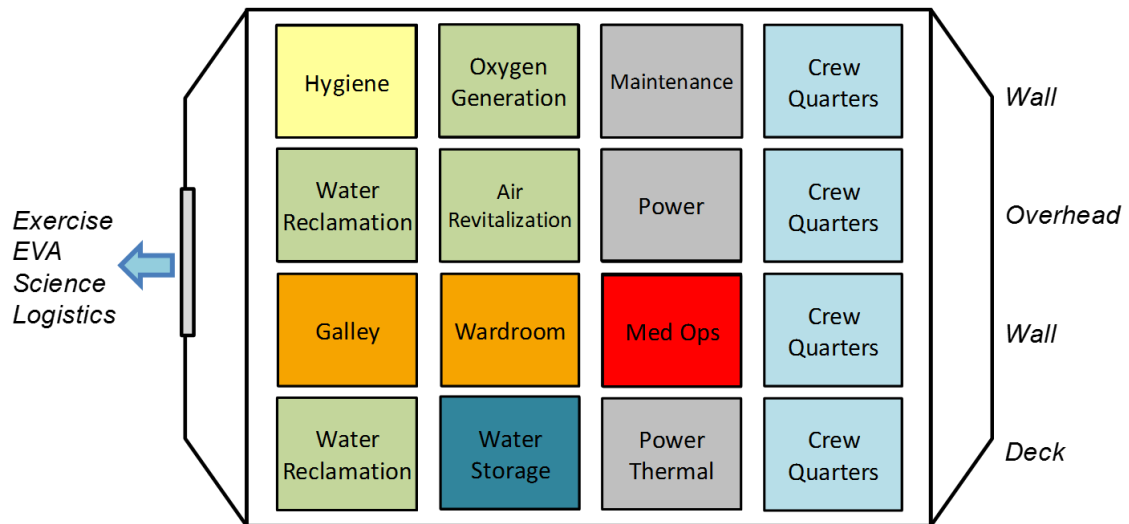 Hygiene
Oxygen
Generation
Maintenance
Crew
Quarters
Wall
Water
Reclamation
Air
Revitalization
Power
Crew
Quarters
Overhead
Exercise
EVA
Science
Logistics
Galley
Wardroom
Med Ops
Crew
Quarters
Wall
Water
Reclamation
Water
Storage
Power
Thermal
Crew
Quarters
Deck